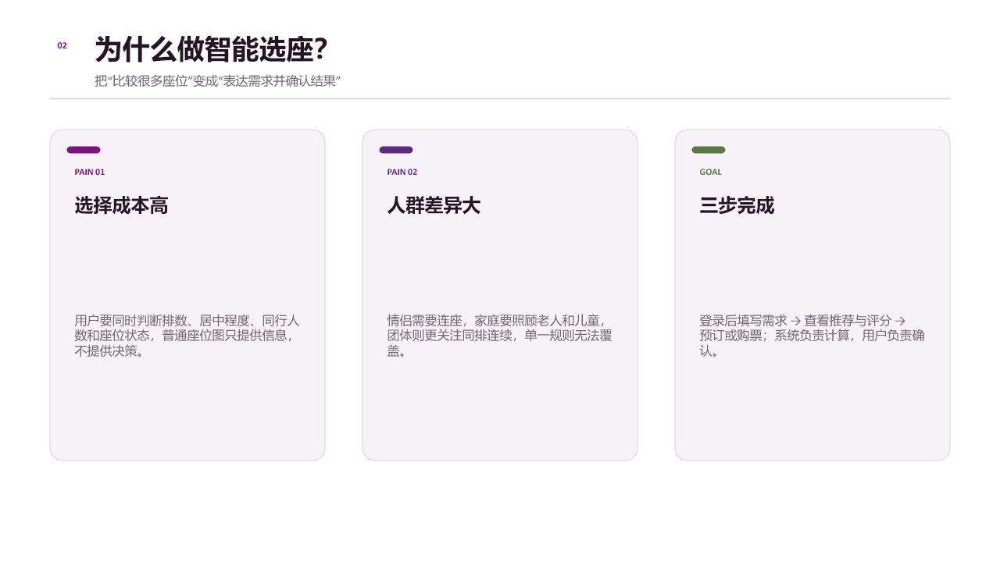 02
为什么做智能选座？
把“比较很多座位”变成“表达需求并确认结果”
PAIN 01
选择成本高
用户要同时判断排数、居中程度、同行人
数和座位状态，普通座位图只提供信息，
不提供决策。
PAIN 02
人群差异大
情侣需要连座，家庭要照顾老人和儿童，
团体则更关注同排连续，单一规则无法覆
盖。
GOAL
三步完成
登录后填写需求 → 查看推荐与评分 →
预订或购票；系统负责计算，用户负责确
认。